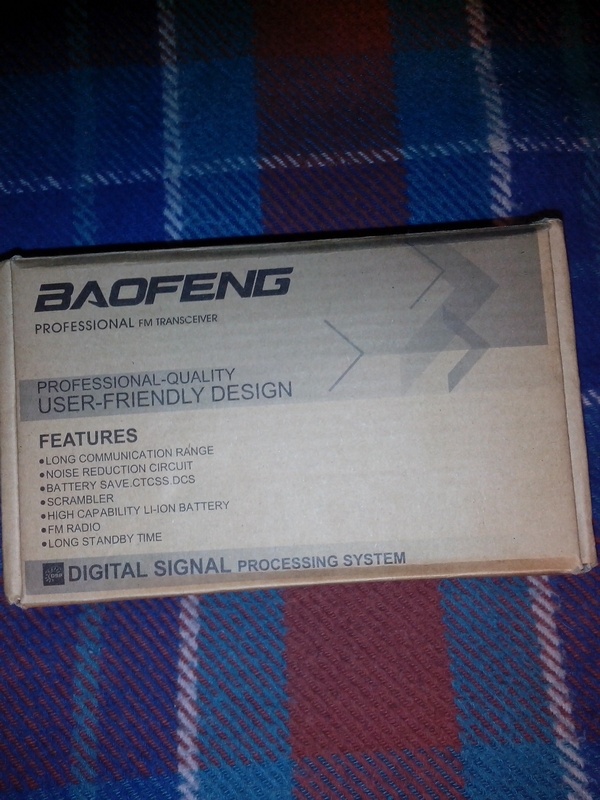 BAOFENG
PROFESSIONAL FM TRANSCEIVER
PROFESSIONAL-QUALITY
USER-FRIENDLY DESIGN
FEATURES
•LONG COMMUNICATION RANGE
•NOISE REDUCTION CIRCUIT
•BATTERY SAVE.CTCSS.DCS
•SCRAMBLER
•HIGH CAPABILITY LI-ION BATTERY
•FM RADIO
•LONG STANDBY TIME
DIGITAL SIGNAL PROCESSING SYSTEM